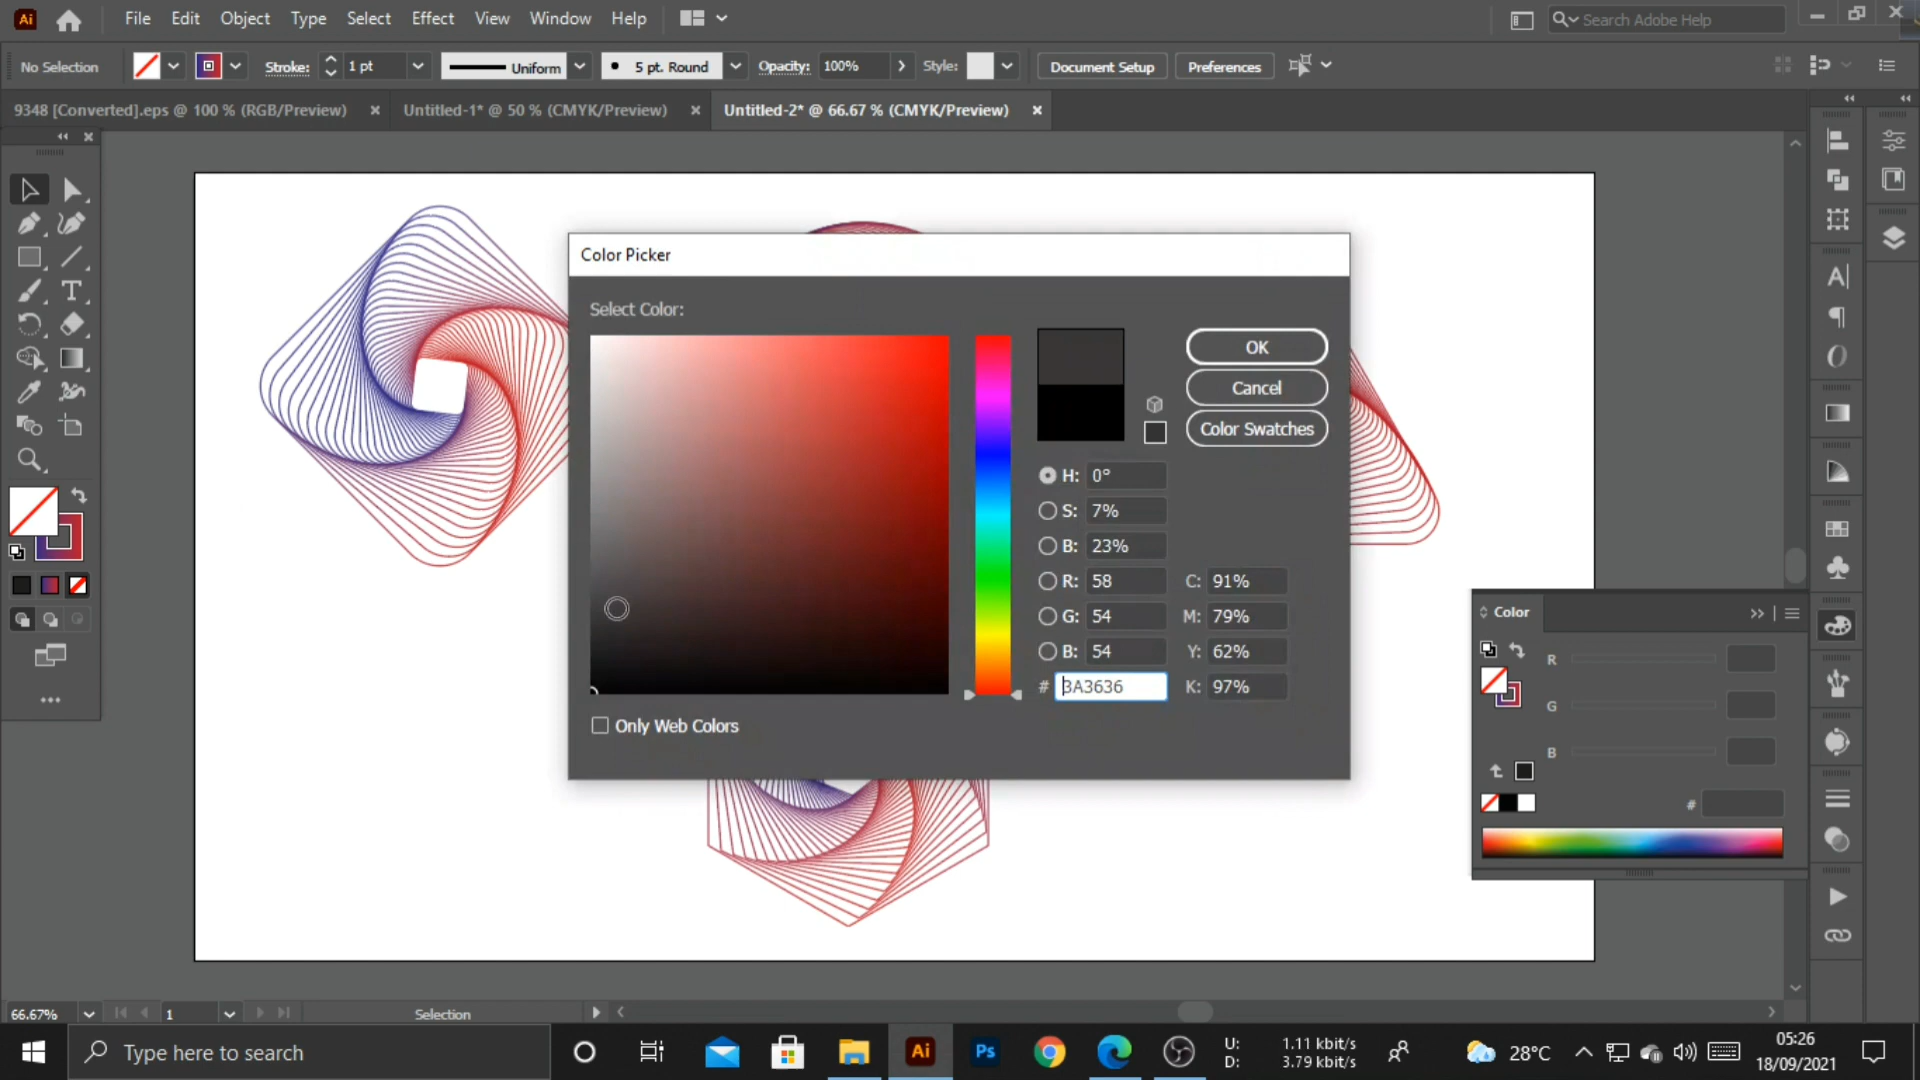 Ai File Edit Object Type Select Effect View Window Help Search Adobe Help
No Selection Stroke: 1 pt Uniform 5 pt. Round Opacity: 100% Style: Document Setup Preferences
9348 [Converted].eps @ 100 % (RGB/Preview) Untitled-1* @ 50 % (CMYK/Preview) Untitled-2* @ 66.67 % (CMYK/Preview)
Color Picker
Select Color:
OK
Cancel
Color Swatches
H: 0°
S: 7%
B: 23%
R: 58 C: 91%
G: 54 M: 79%
B: 54 Y: 62%
# 3A3636 K: 97%
Only Web Colors
Color
R
G
B
#
66.67% 1 Selection
Type here to search Ai Ps U: 1.11 kbit/s 28°C 05:26
D: 3.79 kbit/s 18/09/2021